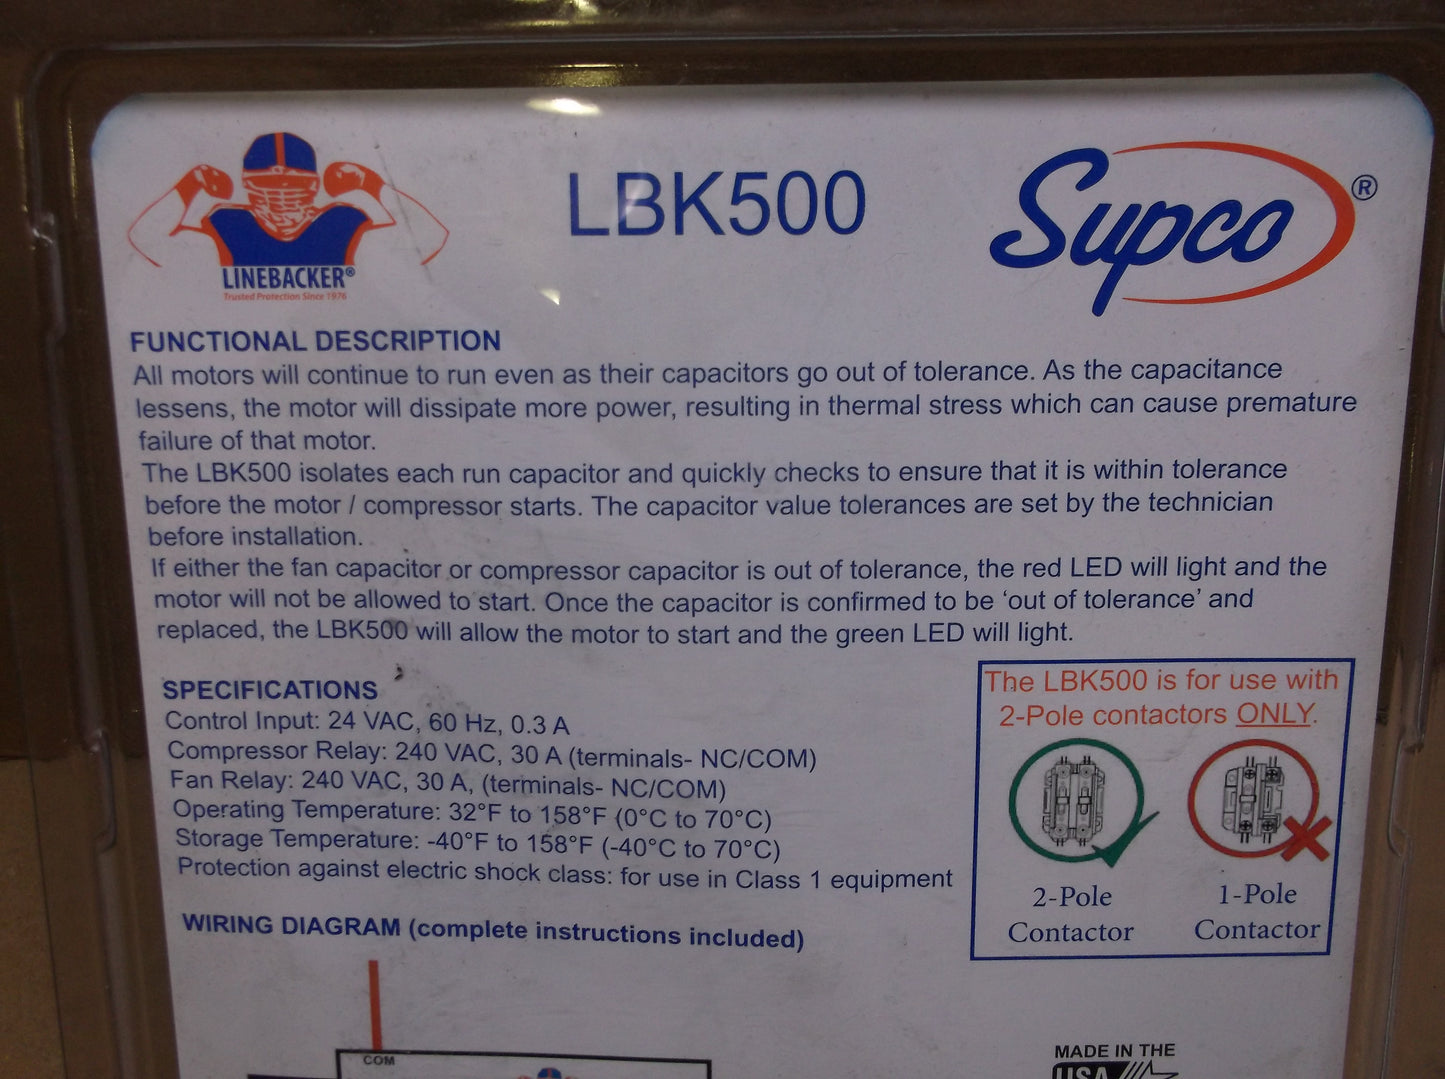 LINEBACKER®
Trusted Protection Since 1976
LBK500
Supco®
FUNCTIONAL DESCRIPTION
All motors will continue to run even as their capacitors go out of tolerance. As the capacitance
lessens, the motor will dissipate more power, resulting in thermal stress which can cause premature
failure of that motor.
The LBK500 isolates each run capacitor and quickly checks to ensure that it is within tolerance
before the motor / compressor starts. The capacitor value tolerances are set by the technician
before installation.
If either the fan capacitor or compressor capacitor is out of tolerance, the red LED will light and the
motor will not be allowed to start. Once the capacitor is confirmed to be ‘out of tolerance’ and
replaced, the LBK500 will allow the motor to start and the green LED will light.
SPECIFICATIONS
Control Input: 24 VAC, 60 Hz, 0.3 A
Compressor Relay: 240 VAC, 30 A (terminals- NC/COM)
Fan Relay: 240 VAC, 30 A, (terminals- NC/COM)
Operating Temperature: 32°F to 158°F (0°C to 70°C)
Storage Temperature: -40°F to 158°F (-40°C to 70°C)
Protection against electric shock class: for use in Class 1 equipment
The LBK500 is for use with
2-Pole contactors ONLY.
2-Pole
Contactor
1-Pole
Contactor
WIRING DIAGRAM (complete instructions included)
COM
MADE IN THE
USA